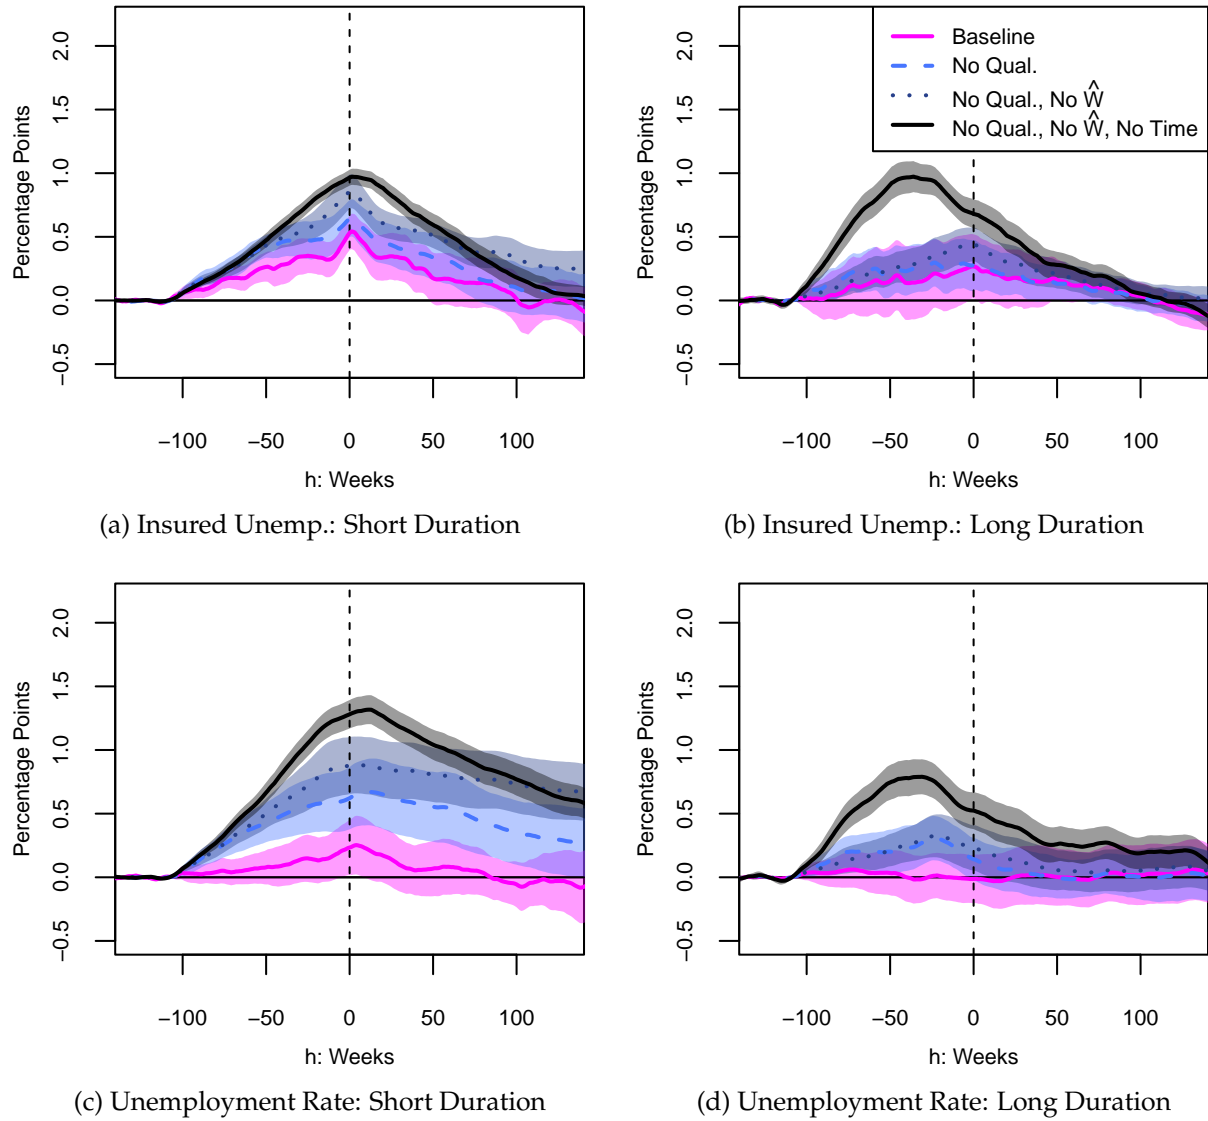 2.0
1.5
1.0
0.5
0.0
−0.5
Percentage Points
−100 −50 0 50 100
h: Weeks
(a) Insured Unemp.: Short Duration
2.0
1.5
1.0
0.5
0.0
−0.5
Percentage Points
Baseline
No Qual.
No Qual., No Ŵ
No Qual., No Ŵ, No Time
−100 −50 0 50 100
h: Weeks
(b) Insured Unemp.: Long Duration
2.0
1.5
1.0
0.5
0.0
−0.5
Percentage Points
−100 −50 0 50 100
h: Weeks
(c) Unemployment Rate: Short Duration
2.0
1.5
1.0
0.5
0.0
−0.5
Percentage Points
−100 −50 0 50 100
h: Weeks
(d) Unemployment Rate: Long Duration